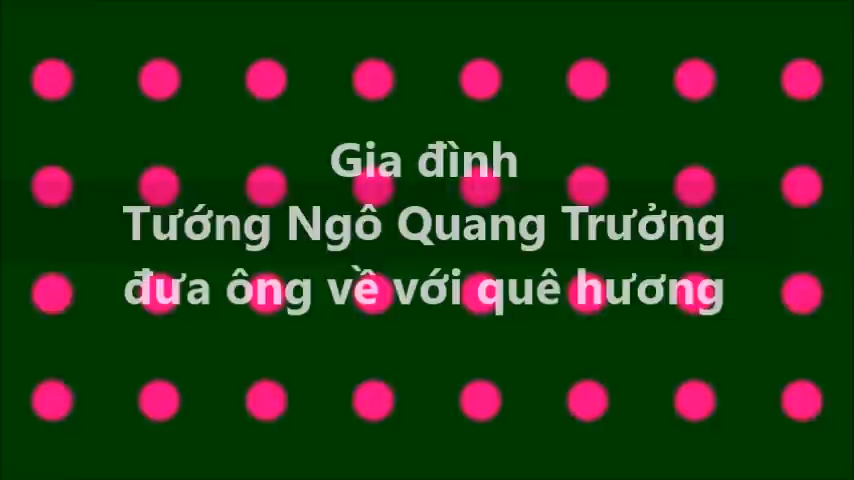 Gia đình
Tướng Ngô Quang Trưởng
đưa ông về với quê hương